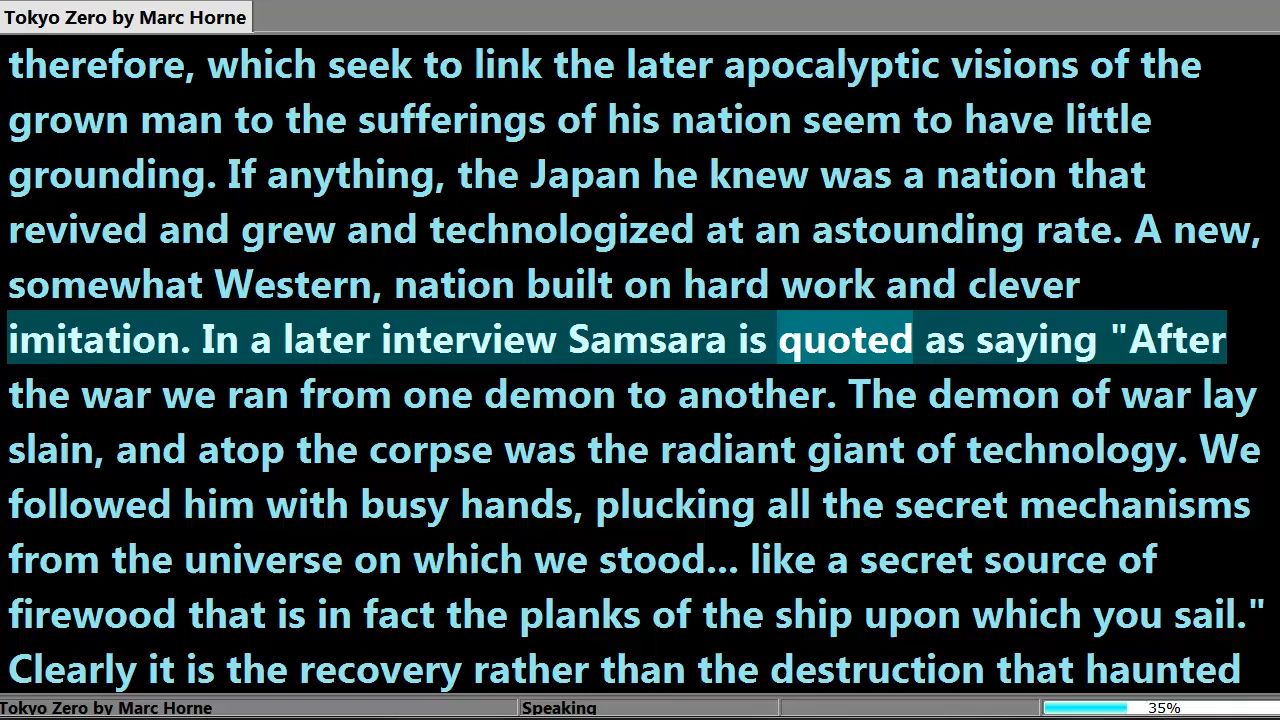 Tokyo Zero by Marc Horne
therefore, which seek to link the later apocalyptic visions of the
grown man to the sufferings of his nation seem to have little
grounding. If anything, the Japan he knew was a nation that
revived and grew and technologized at an astounding rate. A new,
somewhat Western, nation built on hard work and clever
imitation. In a later interview Samsara is quoted as saying "After
the war we ran from one demon to another. The demon of war lay
slain, and atop the corpse was the radiant giant of technology. We
followed him with busy hands, plucking all the secret mechanisms
from the universe on which we stood... like a secret source of
firewood that is in fact the planks of the ship upon which you sail."
Clearly it is the recovery rather than the destruction that haunted
Tokyo Zero by Marc Horne Speaking 35%